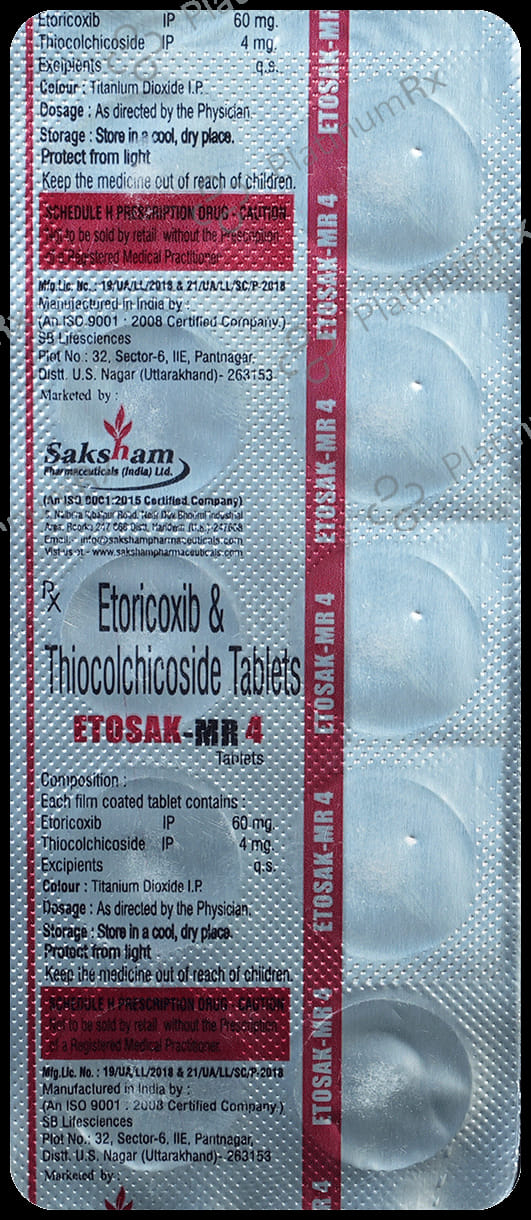 Etoricoxib IP 60 mg.
Thiocolchicoside IP 4 mg.
Excipients q.s.
Colour : Titanium Dioxide I.P.
Dosage : As directed by the Physician.
Storage : Store in a cool, dry place.
Protect from light
Keep the medicine out of reach of children.
SCHEDULE H PRESCRIPTION DRUG - CAUTION
Not to be sold by retail without the Prescription
of a Registered Medical Practitioner
Mfg.Lic. No. : 19/UA/LL/2018 & 21/UA/LL/SC/P-2018
Manufactured in India by :
(An ISO 9001 : 2008 Certified Company.)
SB Lifesciences
Plot No : 32, Sector-6, IIE, Pantnagar,
Distt. U.S. Nagar (Uttarakhand)- 263153
Marketed by :
Saksham
Pharmaceuticals (India) Ltd.
(An ISO 9001:2015 Certified Company)
Email:- info@sakshampharmaceuticals.com
Visit us at - www.sakshampharmaceuticals.com
Rx
Etoricoxib &
Thiocolchicoside Tablets
ETOSAK-MR 4
Tablets
Composition :
Each film coated tablet contains :
Etoricoxib IP 60 mg.
Thiocolchicoside IP 4 mg.
Excipients q.s.
Colour : Titanium Dioxide I.P.
Dosage : As directed by the Physician.
Storage : Store in a cool, dry place.
Protect from light
Keep the medicine out of reach of children.
SCHEDULE H PRESCRIPTION DRUG - CAUTION
Not to be sold by retail without the Prescription
of a Registered Medical Practitioner
Mfg.Lic. No. : 19/UA/LL/2018 & 21/UA/LL/SC/P-2018
Manufactured in India by :
(An ISO 9001 : 2008 Certified Company)
SB Lifesciences
Plot No.: 32, Sector-6, IIE, Pantnagar,
Distt. U.S. Nagar (Uttarakhand)- 263153
Marketed by :
ETOSAK-MR
ETOSAK-MR 4
ETOSAK-MR 4
ETOSAK-MR 4
ETOSAK-MR 4
ETOSAK-MR 4
R 4
PlatinumRx
PlatinumRx
PlatinumRx